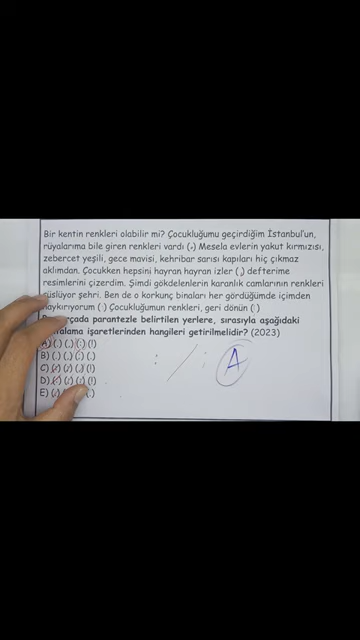 Bir kentin renkleri olabilir mi? Çocukluğumu geçirdiğim İstanbul'un,
rüyalarıma bile giren renkleri vardı (.) Mesela evlerin yakut kırmızısı,
zebercet yeşili, gece mavisi, kehribar sarısı kapıları hiç çıkmaz
aklımdan. Çocukken hepsini hayran hayran izler (,) defterime
resimlerini çizerdim. Şimdi gökdelenlerin karanlık camlarının renkleri
süslüyor şehri. Ben de o korkunç binaları her gördüğümde içimden
haykırıyorum (:) Çocukluğumun renkleri, geri dönün (!)
parantezle belirtilen yerlere, sırasıyla aşağıdaki
işaretlerinden hangileri getirilmelidir? (2023)
A) (.) (,) (:) (!)
B) (.) (,) (;) (.)
C) (;) (,) (!)
D) (;) (!)
E) (.)
: / ; A